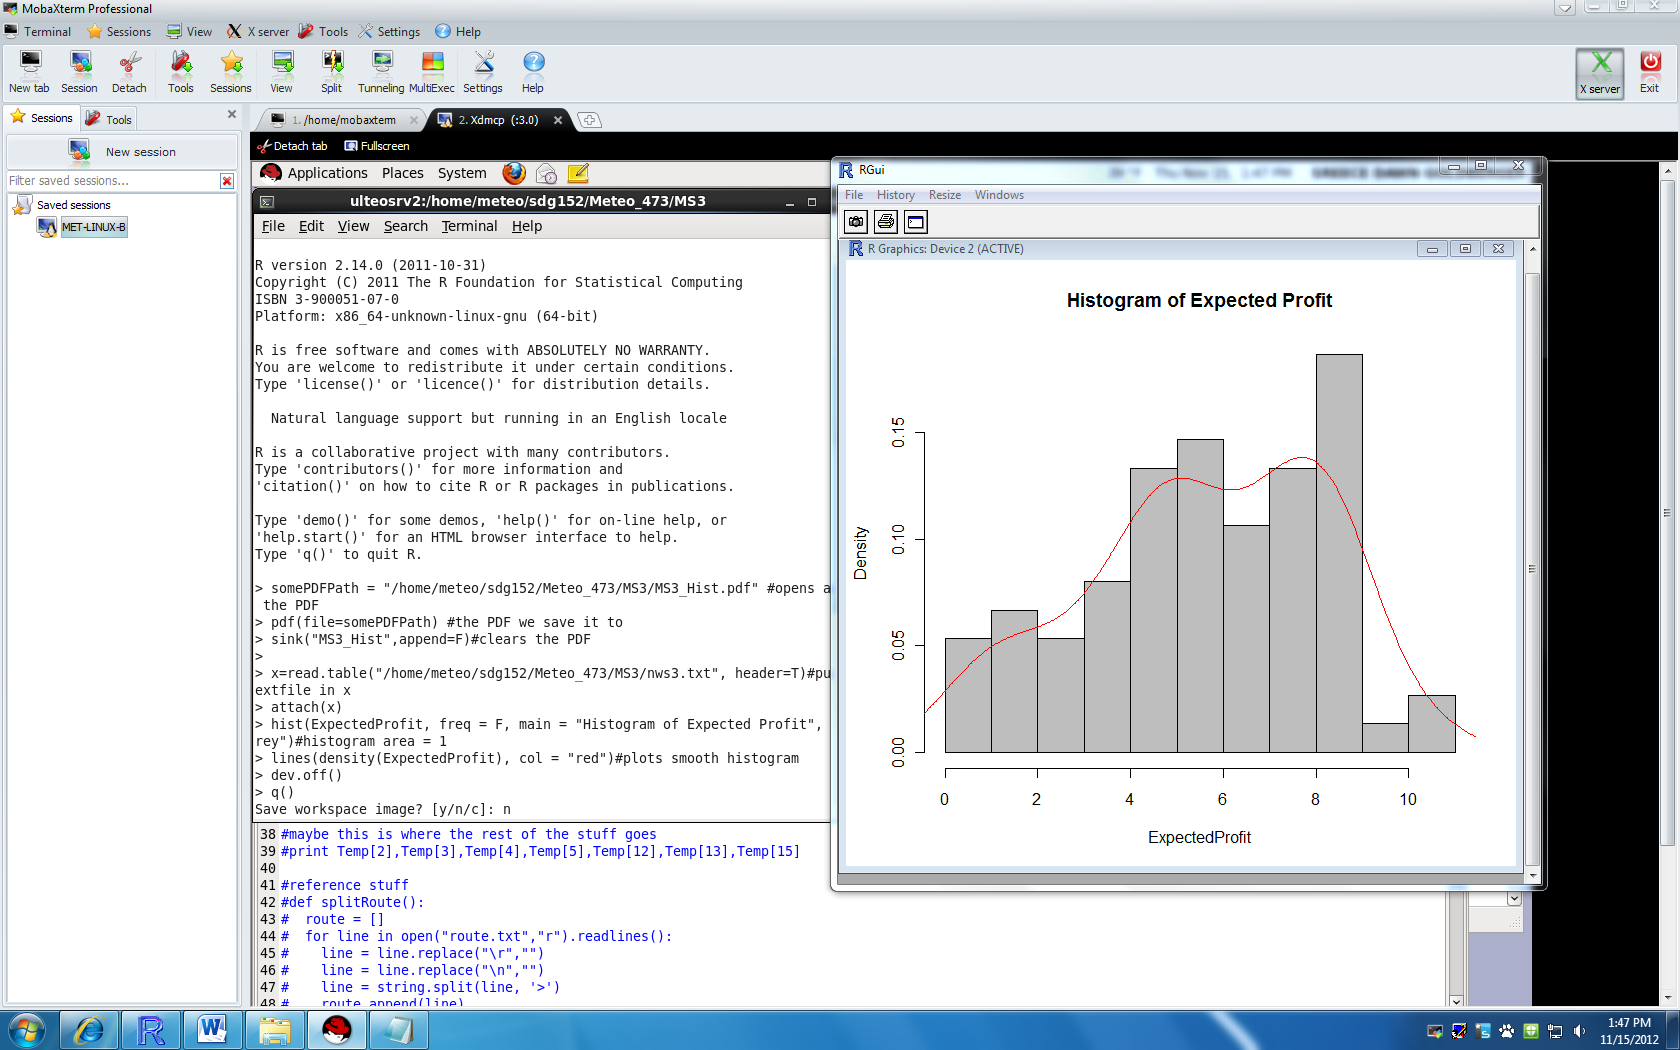 MobaXterm Professional
Terminal Sessions View X server Tools Settings Help
New tab Session Detach Tools Sessions View Split Tunneling MultiExec Settings Help X server Exit
Sessions Tools
New session
Filter saved sessions...
Saved sessions
MET-LINUX-B
1. /home/mobaxterm 2. Xdmcp (:3.0)
Detach tab Fullscreen
Applications Places System
ulteosrv2:/home/meteo/sdg152/Meteo_473/MS3
File Edit View Search Terminal Help
R version 2.14.0 (2011-10-31)
Copyright (C) 2011 The R Foundation for Statistical Computing
ISBN 3-900051-07-0
Platform: x86_64-unknown-linux-gnu (64-bit)
R is free software and comes with ABSOLUTELY NO WARRANTY.
You are welcome to redistribute it under certain conditions.
Type 'license()' or 'licence()' for distribution details.
Natural language support but running in an English locale
R is a collaborative project with many contributors.
Type 'contributors()' for more information and
'citation()' on how to cite R or R packages in publications.
Type 'demo()' for some demos, 'help()' for on-line help, or
'help.start()' for an HTML browser interface to help.
Type 'q()' to quit R.
> somePDFPath = "/home/meteo/sdg152/Meteo_473/MS3/MS3_Hist.pdf" #opens a
the PDF
> pdf(file=somePDFPath) #the PDF we save it to
> sink("MS3_Hist",append=F)#clears the PDF
>
> x=read.table("/home/meteo/sdg152/Meteo_473/MS3/nws3.txt", header=T)#pu
extfile in x
> attach(x)
> hist(ExpectedProfit, freq = F, main = "Histogram of Expected Profit",
rey")#histogram area = 1
> lines(density(ExpectedProfit), col = "red")#plots smooth histogram
> dev.off()
> q()
Save workspace image? [y/n/c]: n
38 #maybe this is where the rest of the stuff goes
39 #print Temp[2],Temp[3],Temp[4],Temp[5],Temp[12],Temp[13],Temp[15]
40
41 #reference stuff
42 #def splitRoute():
43 # route = []
44 # for line in open("route.txt","r").readlines():
45 # line = line.replace("\r","")
46 # line = line.replace("\n","")
47 # line = string.split(line, '>')
48 # route append(line)
RGui
File History Resize Windows
R Graphics: Device 2 (ACTIVE)
Histogram of Expected Profit
Density
0.15
0.10
0.05
0.00
0 2 4 6 8 10
ExpectedProfit
1:47 PM
11/15/2012